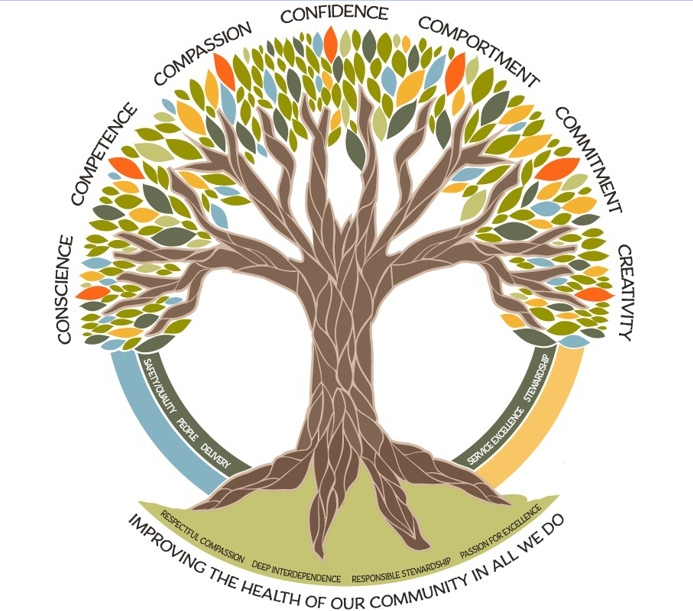 CONSCIENCE
COMPETENCE
COMPASSION
CONFIDENCE
COMPORTMENT
COMMITMENT
CREATIVITY
SAFETY/QUALITY PEOPLE DELIVERY
SERVICE EXCELLENCE STEWARDSHIP
RESPECTFUL COMPASSION DEEP INTERDEPENDENCE RESPONSIBLE STEWARDSHIP PASSION FOR EXCELLENCE
IMPROVING THE HEALTH OF OUR COMMUNITY IN ALL WE DO